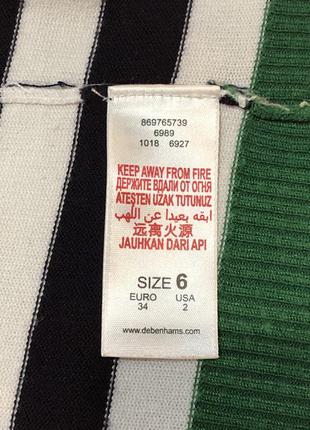 869765739
6989
1018 6927
KEEP AWAY FROM FIRE
ДЕРЖИТЕ ВДАЛИ ОТ ОГНЯ
ATEŞTEN UZAK TUTUNUZ
ابقه بعيدا عن اللهب
远离火源
JAUHKAN DARI API
SIZE 6
EURO USA
34 2
www.debenhams.com